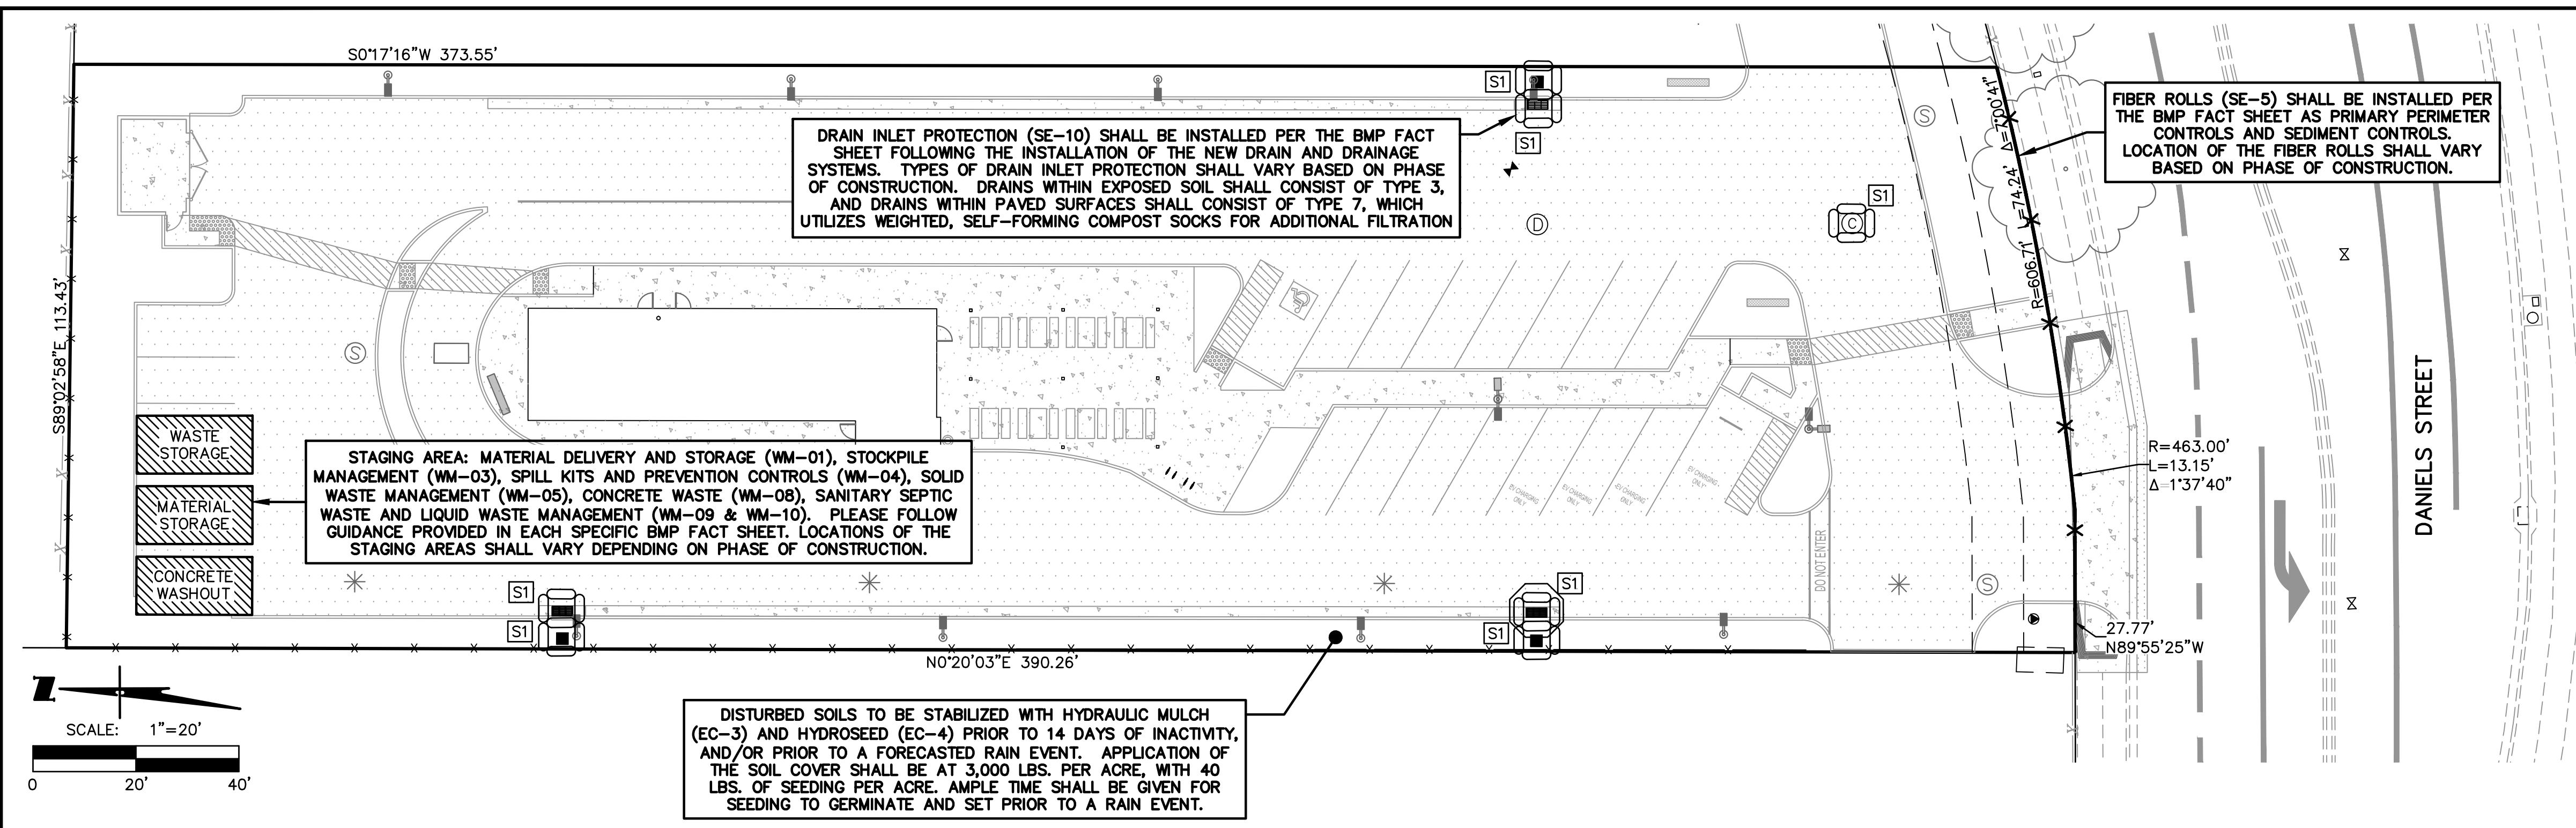 S0°17'16"W 373.55'
S1
S1
DRAIN INLET PROTECTION (SE-10) SHALL BE INSTALLED PER THE BMP FACT
SHEET FOLLOWING THE INSTALLATION OF THE NEW DRAIN AND DRAINAGE
SYSTEMS. TYPES OF DRAIN INLET PROTECTION SHALL VARY BASED ON PHASE
OF CONSTRUCTION. DRAINS WITHIN EXPOSED SOIL SHALL CONSIST OF TYPE 3,
AND DRAINS WITHIN PAVED SURFACES SHALL CONSIST OF TYPE 7, WHICH
UTILIZES WEIGHTED, SELF-FORMING COMPOST SOCKS FOR ADDITIONAL FILTRATION
FIBER ROLLS (SE-5) SHALL BE INSTALLED PER
THE BMP FACT SHEET AS PRIMARY PERIMETER
CONTROLS AND SEDIMENT CONTROLS.
LOCATION OF THE FIBER ROLLS SHALL VARY
BASED ON PHASE OF CONSTRUCTION.
S
D
S1
C
R=606.71' L=74.24' Δ=7°00'41"
S89°02'58"E 113.43'
S
WASTE
STORAGE
MATERIAL
STORAGE
CONCRETE
WASHOUT
STAGING AREA: MATERIAL DELIVERY AND STORAGE (WM-01), STOCKPILE
MANAGEMENT (WM-03), SPILL KITS AND PREVENTION CONTROLS (WM-04), SOLID
WASTE MANAGEMENT (WM-05), CONCRETE WASTE (WM-08), SANITARY SEPTIC
WASTE AND LIQUID WASTE MANAGEMENT (WM-09 & WM-10). PLEASE FOLLOW
GUIDANCE PROVIDED IN EACH SPECIFIC BMP FACT SHEET. LOCATIONS OF THE
STAGING AREAS SHALL VARY DEPENDING ON PHASE OF CONSTRUCTION.
EV CHARGING
ONLY
EV CHARGING
ONLY
EV CHARGING
ONLY
EV CHARGING
ONLY
DO NOT ENTER
S
R=463.00'
L=13.15'
Δ=1°37'40"
DANIELS STREET
S1
S1
S1
S1
27.77'
N89°55'25"W
N0°20'03"E 390.26'
Z
SCALE: 1"=20'
0 20' 40'
DISTURBED SOILS TO BE STABILIZED WITH HYDRAULIC MULCH
(EC-3) AND HYDROSEED (EC-4) PRIOR TO 14 DAYS OF INACTIVITY,
AND/OR PRIOR TO A FORECASTED RAIN EVENT. APPLICATION OF
THE SOIL COVER SHALL BE AT 3,000 LBS. PER ACRE, WITH 40
LBS. OF SEEDING PER ACRE. AMPLE TIME SHALL BE GIVEN FOR
SEEDING TO GERMINATE AND SET PRIOR TO A RAIN EVENT.